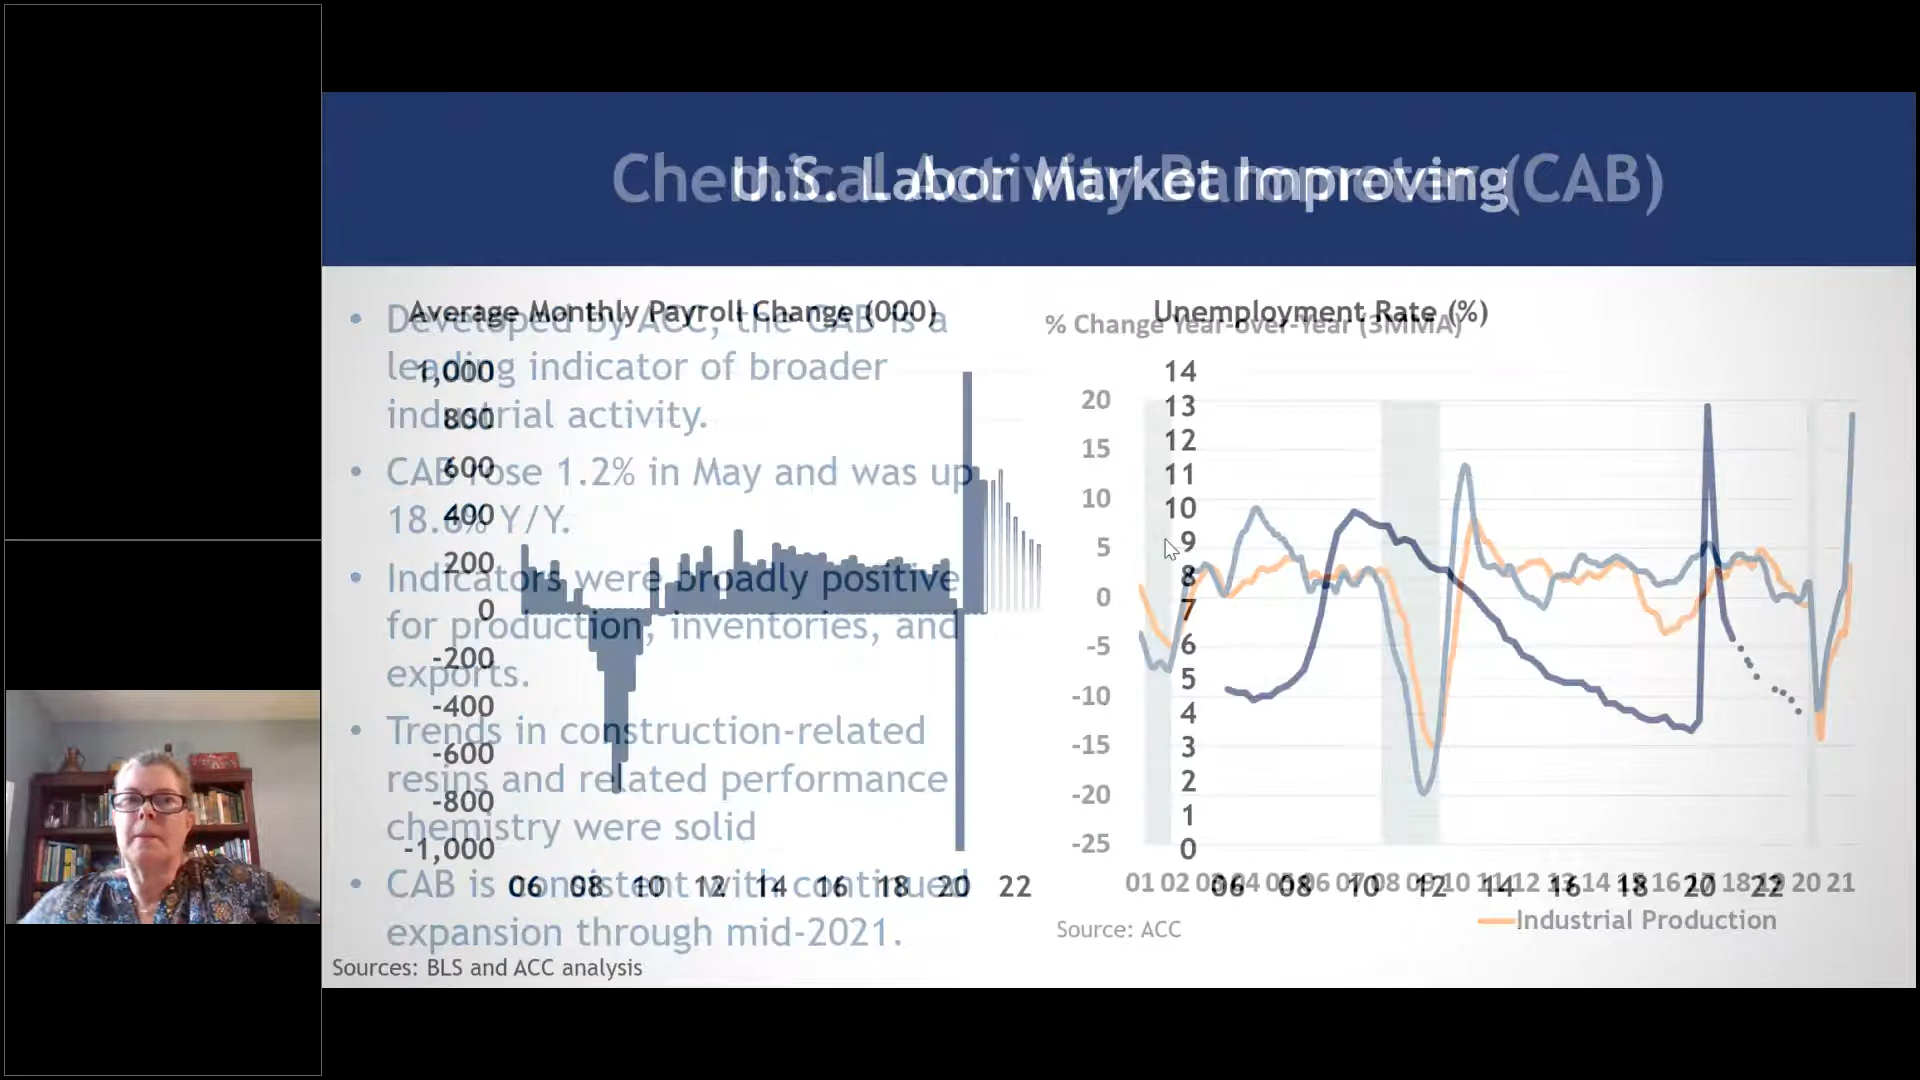 Chemical Activity Barometer (CAB)
U.S. Labor Market Improving
Average Monthly Payroll Change (000)
1,000
800
600
400
200
0
-200
-400
-600
-800
-1,000
06 08 10 12 14 16 18 20 22
Sources: BLS and ACC analysis
Unemployment Rate (%)
14
13
12
11
10
9
8
7
6
5
4
3
2
1
0
06 08 10 12 14 16 18 20 22
• Developed by ACC, the CAB is a
leading indicator of broader
industrial activity.
• CAB rose 1.2% in May and was up
Y/Y.
• Indicators were broadly positive
for production, inventories, and
exports.
• Trends in construction-related
resins and related performance
chemistry were solid
• CAB is consistent with continued
expansion through mid-2021.
% Change Year-over-Year (3MMA)
20
15
10
5
0
-5
-10
-15
-20
-25
01 02 03 04 05 06 07 08 09 10 11 12 13 14 15 16 17 18 19 20 21
Industrial Production
Source: ACC